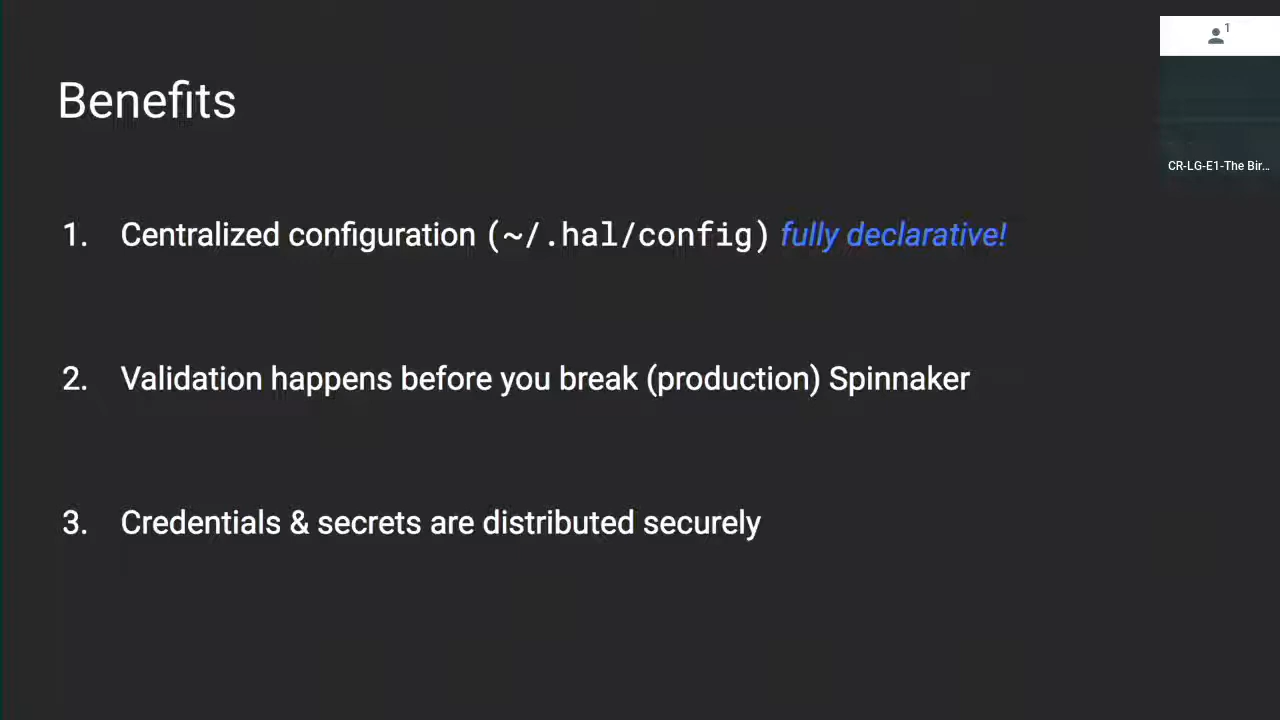 1
Benefits
CR-LG-E1-The Bir...
1. Centralized configuration (~/.hal/config) fully declarative!
2. Validation happens before you break (production) Spinnaker
3. Credentials & secrets are distributed securely